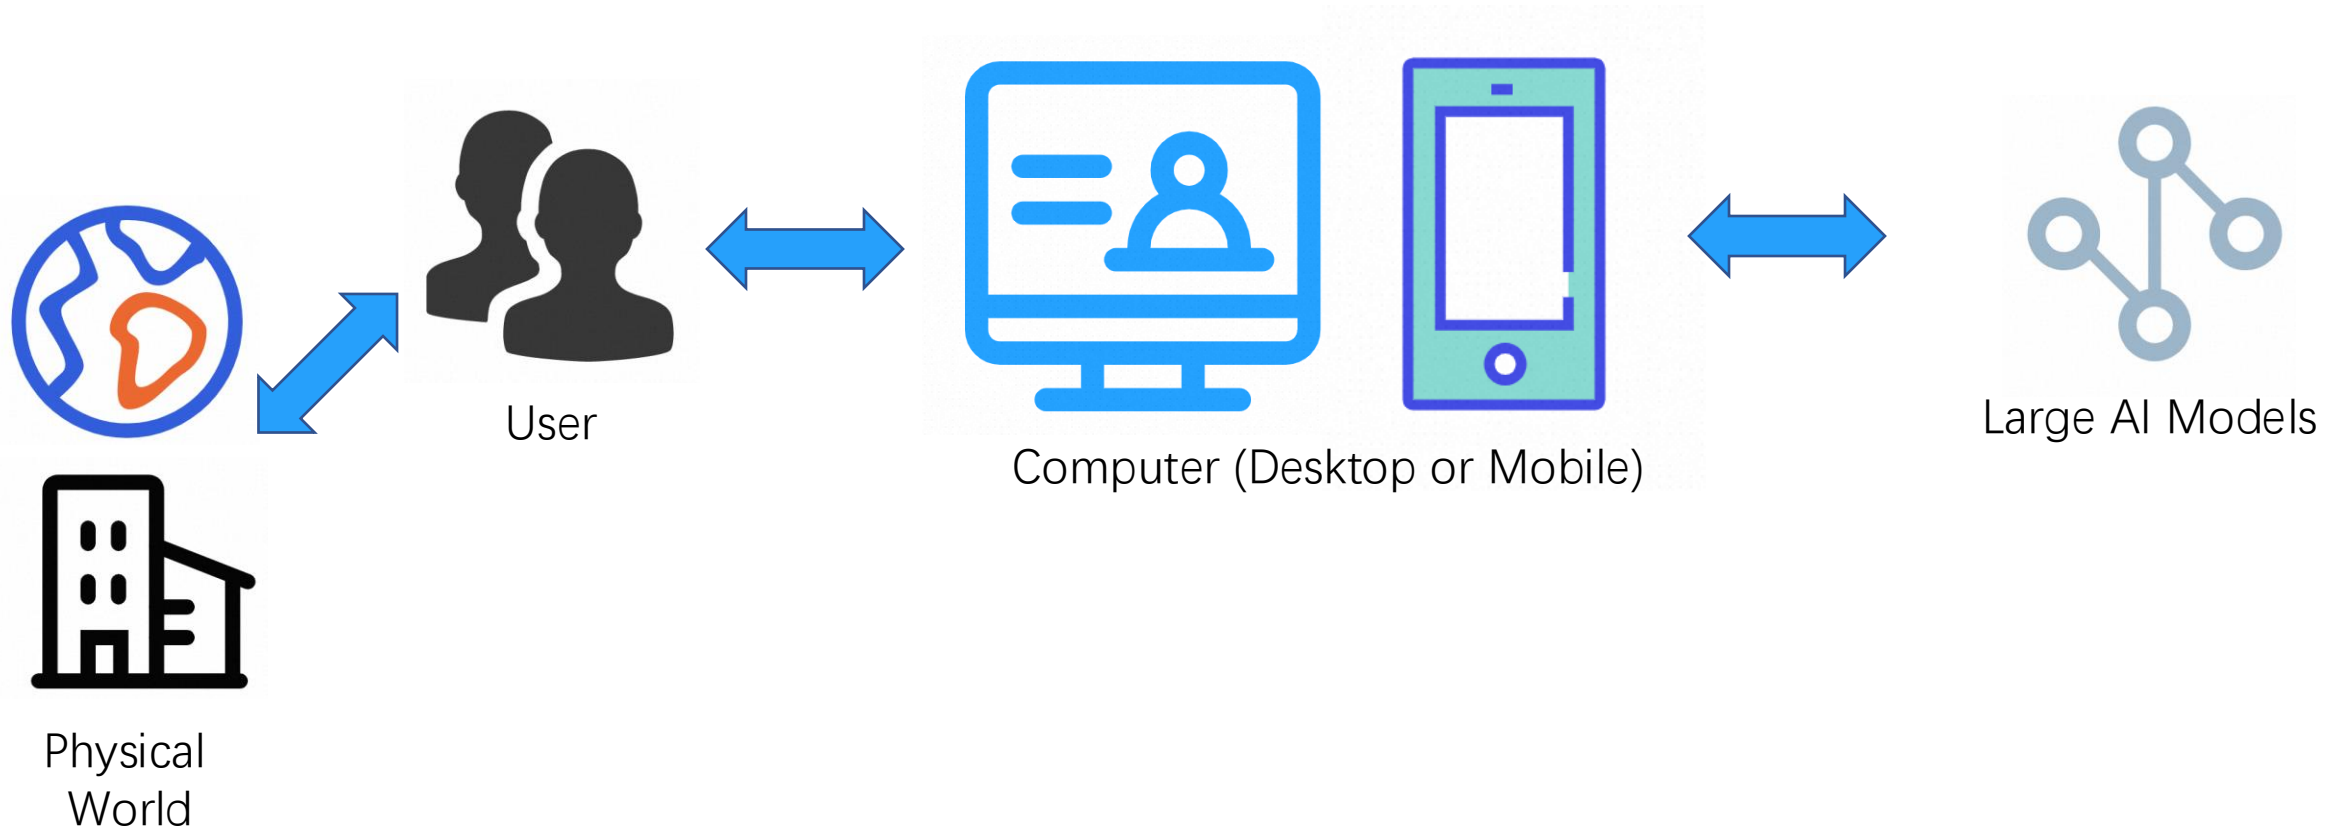 User
Computer (Desktop or Mobile)
Large AI Models
Physical
World